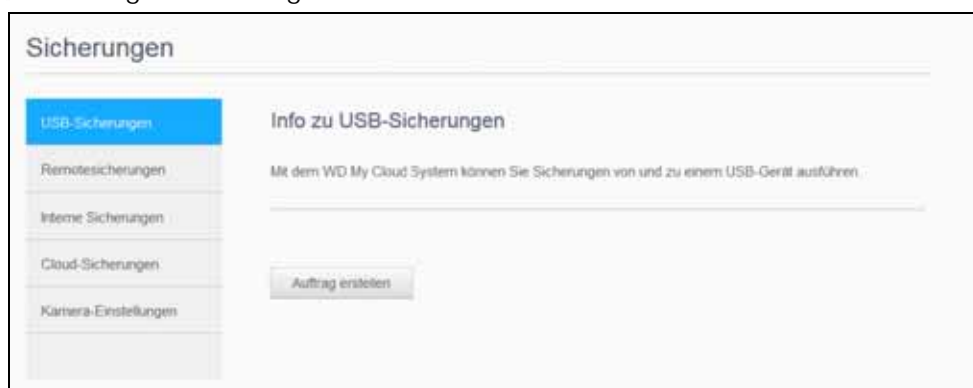 Sicherungen
USB-Sicherungen
Remotesicherungen
Interne Sicherungen
Cloud-Sicherungen
Kamera-Einstellungen
Info zu USB-Sicherungen
Mit dem WD My Cloud System können Sie Sicherungen von und zu einem USB-Gerät ausführen.
Auftrag erstellen